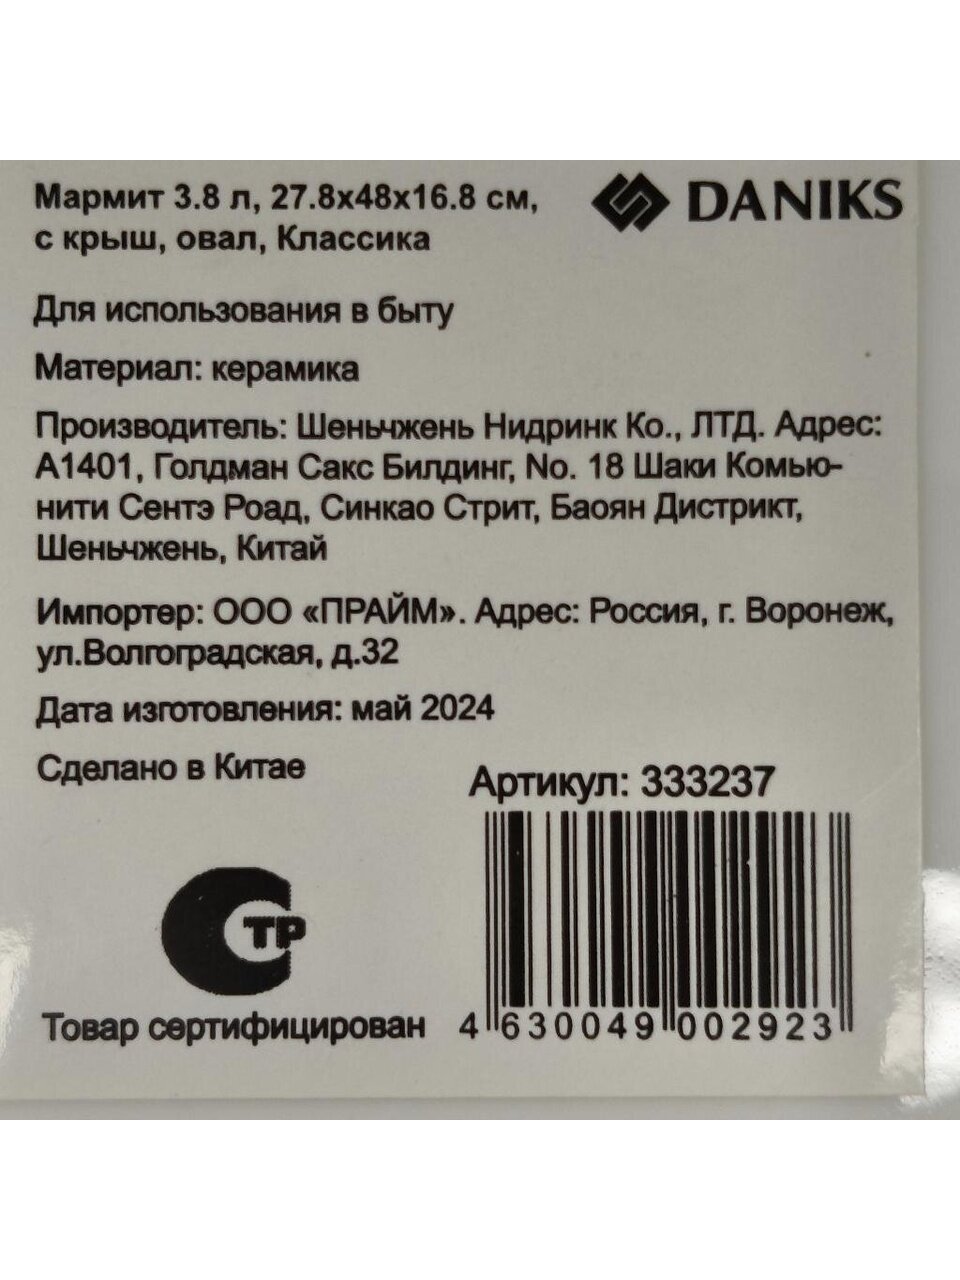 Мармит 3.8 л, 27.8х48х16.8 см,
с крыш, овал, Классика
DANIKS
Для использования в быту
Материал: керамика
Производитель: Шеньчжень Нидринк Ко., ЛТД. Адрес:
А1401, Голдман Сакс Билдинг, No. 18 Шаки Комью-
нити Сентэ Роад, Синкао Стрит, Баоян Дистрикт,
Шеньчжень, Китай
Импортер: ООО «ПРАЙМ». Адрес: Россия, г. Воронеж,
ул.Волгоградская, д.32
Дата изготовления: май 2024
Сделано в Китае
Артикул: 333237
ТР
Товар сертифицирован
4 630049 002923